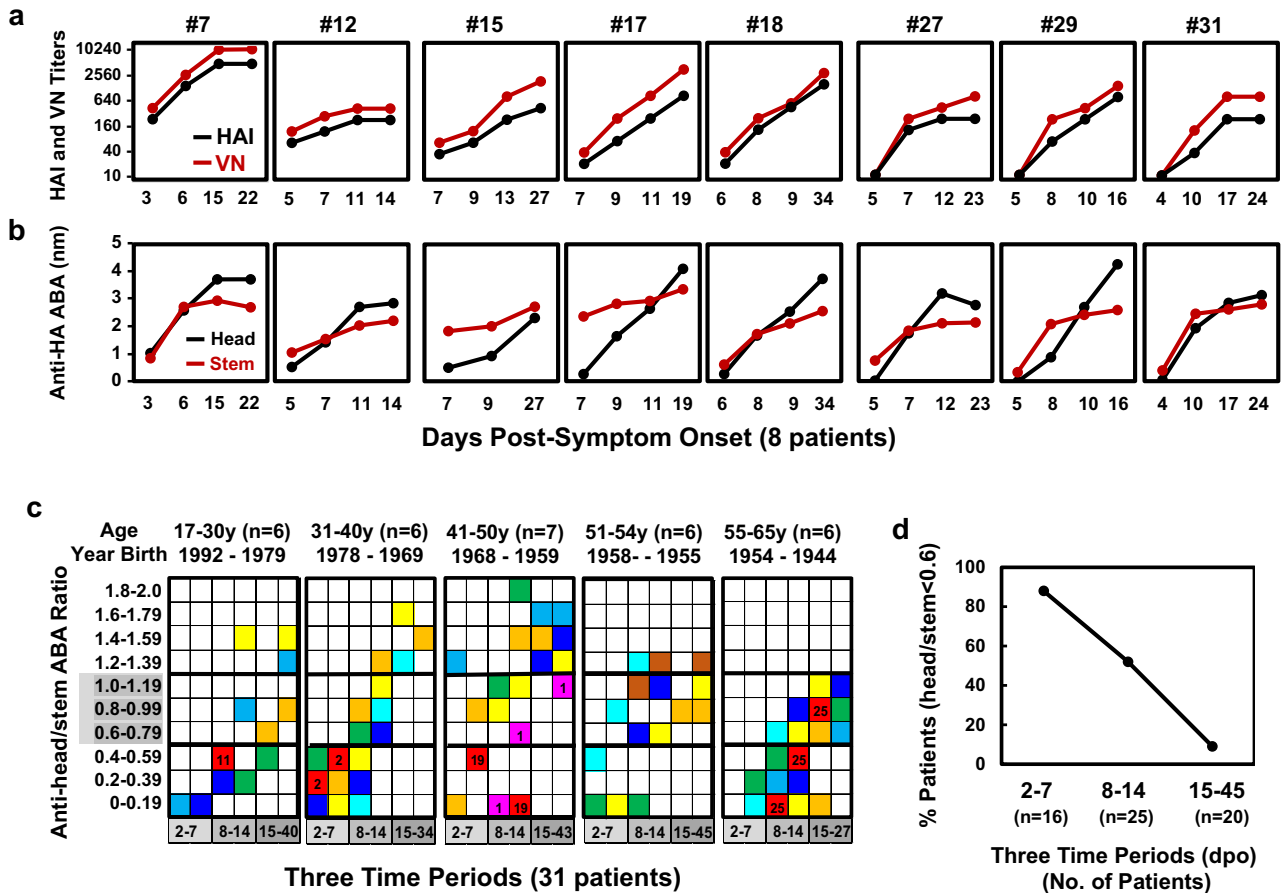 a
#7 #12 #15 #17 #18 #27 #29 #31
HAI and VN Titers
10240
2560
640
160
40
10
HAI
VN
3 6 15 22 5 7 11 14 7 9 13 27 7 9 11 19 7 8 9 34 5 7 12 23 5 8 10 16 4 10 17 24
b
Anti-HA ABA (nm)
5
4
3
2
1
0
Head
Stem
3 6 15 22 5 7 11 14 7 9 27 7 9 11 19 6 8 9 34 5 7 12 23 5 8 10 16 4 10 17 24
Days Post-Symptom Onset (8 patients)
c
Age 17-30y (n=6) 31-40y (n=6) 41-50y (n=7) 51-54y (n=6) 55-65y (n=6)
Year Birth 1992 - 1979 1978 - 1969 1968 - 1959 1958- - 1955 1954 - 1944
Anti-head/stem ABA Ratio
1.8-2.0
1.6-1.79
1.4-1.59
1.2-1.39
1.0-1.19 1
0.8-0.99 25
0.6-0.79 1
0.4-0.59 11 2 19 25
0.2-0.39 2
0-0.19 1 19 25
2-7 8-14 15-40 2-7 8-14 15-34 2-7 8-14 15-43 2-7 8-14 15-45 2-7 8-14 15-27
Three Time Periods (31 patients)
d
% Patients (head/stem<0.6)
100
80
60
40
20
0
2-7 8-14 15-45
(n=16) (n=25) (n=20)
Three Time Periods (dpo)
(No. of Patients)